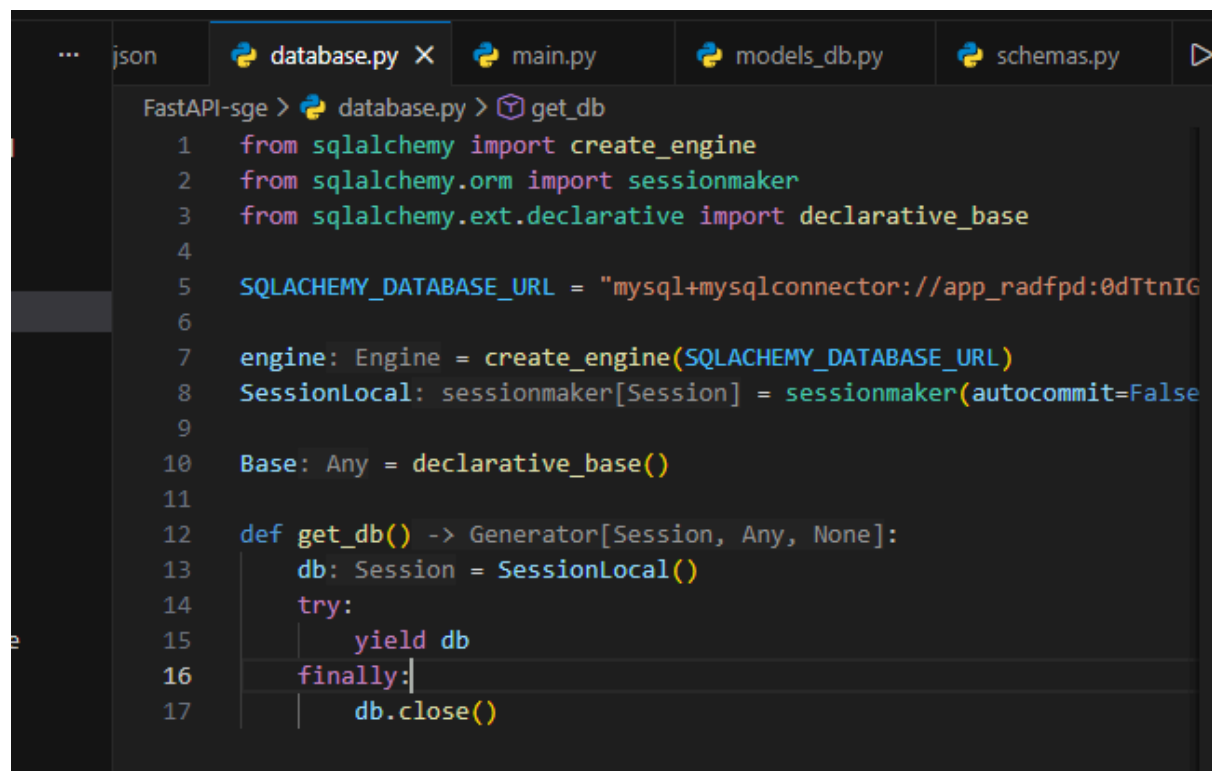 ··· json database.py × main.py models_db.py schemas.py
FastAPI-sge > database.py > get_db
1 from sqlalchemy import create_engine
2 from sqlalchemy.orm import sessionmaker
3 from sqlalchemy.ext.declarative import declarative_base
4
5 SQLACHEMY_DATABASE_URL = "mysql+mysqlconnector://app_radfpd:0dTtnIG
6
7 engine: Engine = create_engine(SQLACHEMY_DATABASE_URL)
8 SessionLocal: sessionmaker[Session] = sessionmaker(autocommit=False
9
10 Base: Any = declarative_base()
11
12 def get_db() -> Generator[Session, Any, None]:
13 db: Session = SessionLocal()
14 try:
15 yield db
16 finally:
17 db.close()